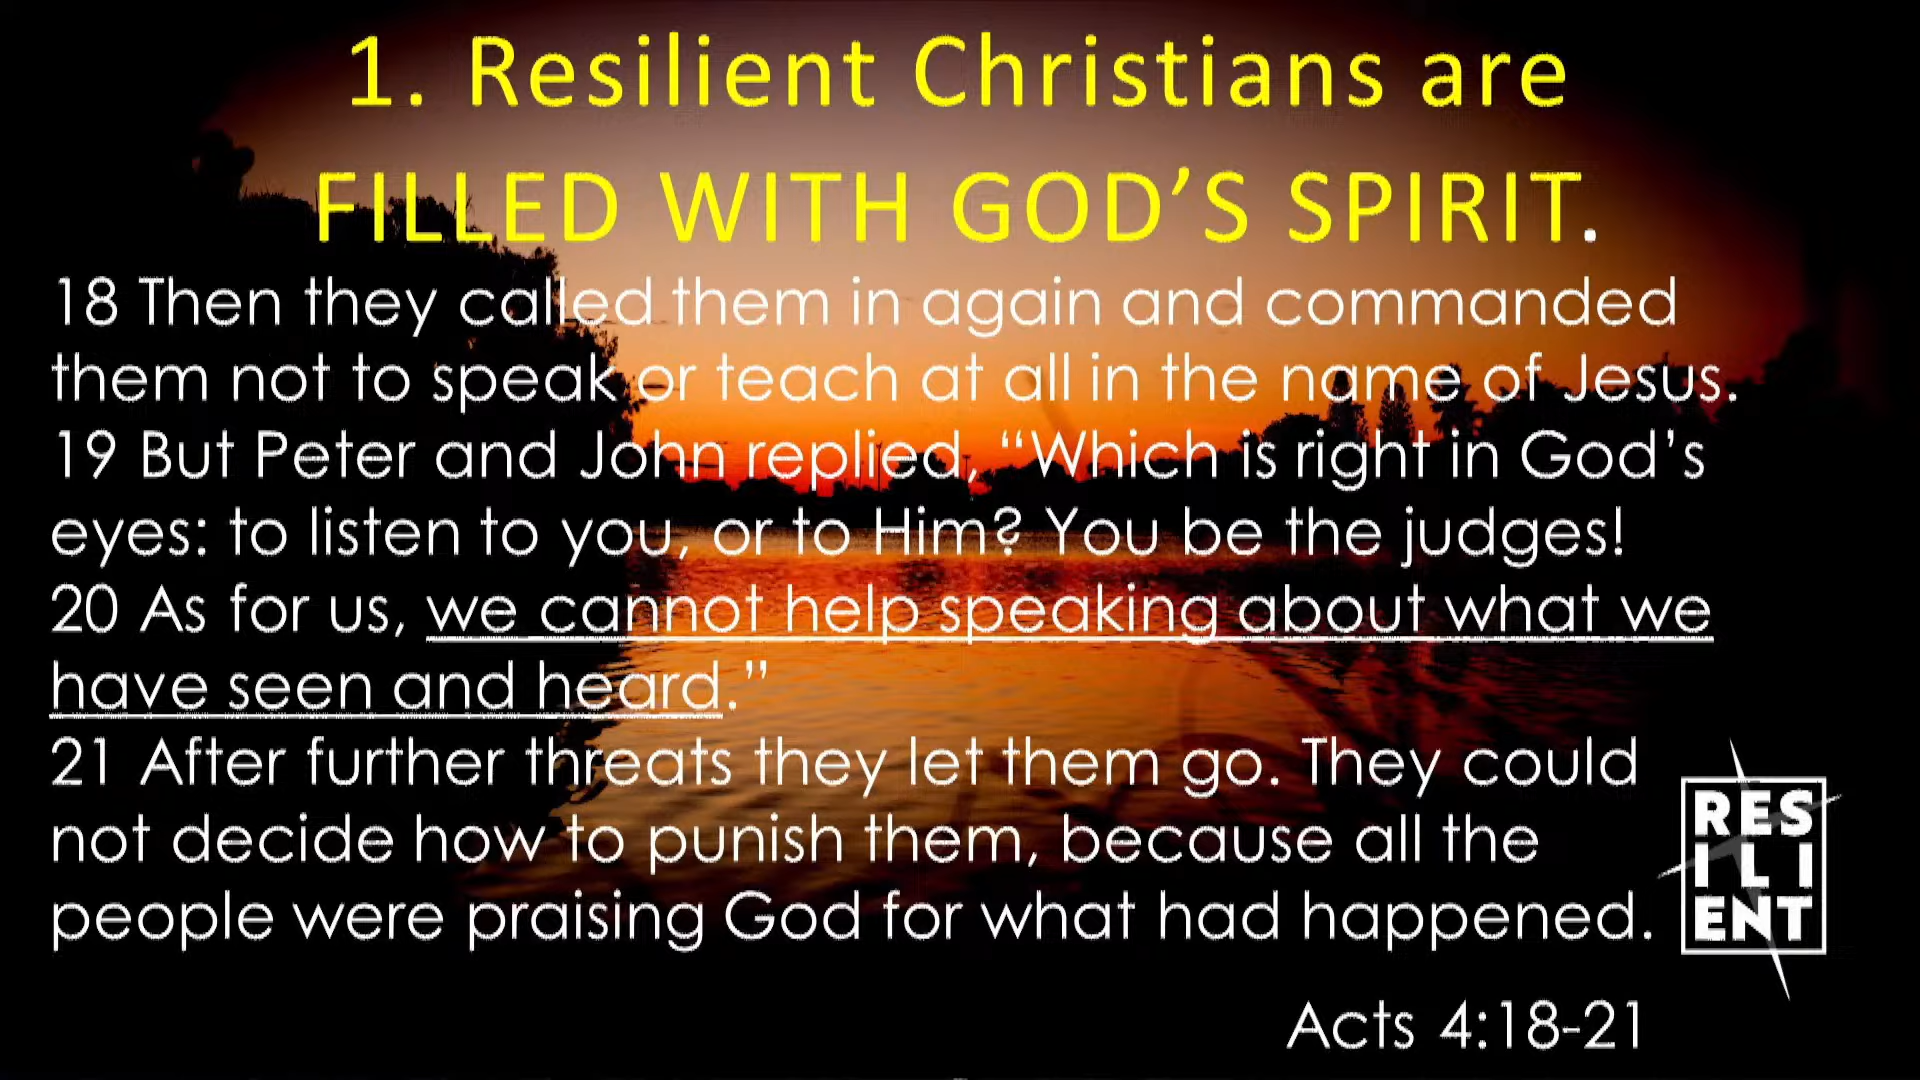 1. Resilient Christians are
FILLED WITH GOD’S SPIRIT.
18 Then they called them in again and commanded
them not to speak or teach at all in the name of Jesus.
19 But Peter and John replied, “Which is right in God’s
eyes: to listen to you, or to Him? You be the judges!
20 As for us, we cannot help speaking about what we
have seen and heard.”
21 After further threats they let them go. They could
not decide how to punish them, because all the
people were praising God for what had happened.
RES
ILI
ENT
Acts 4:18-21